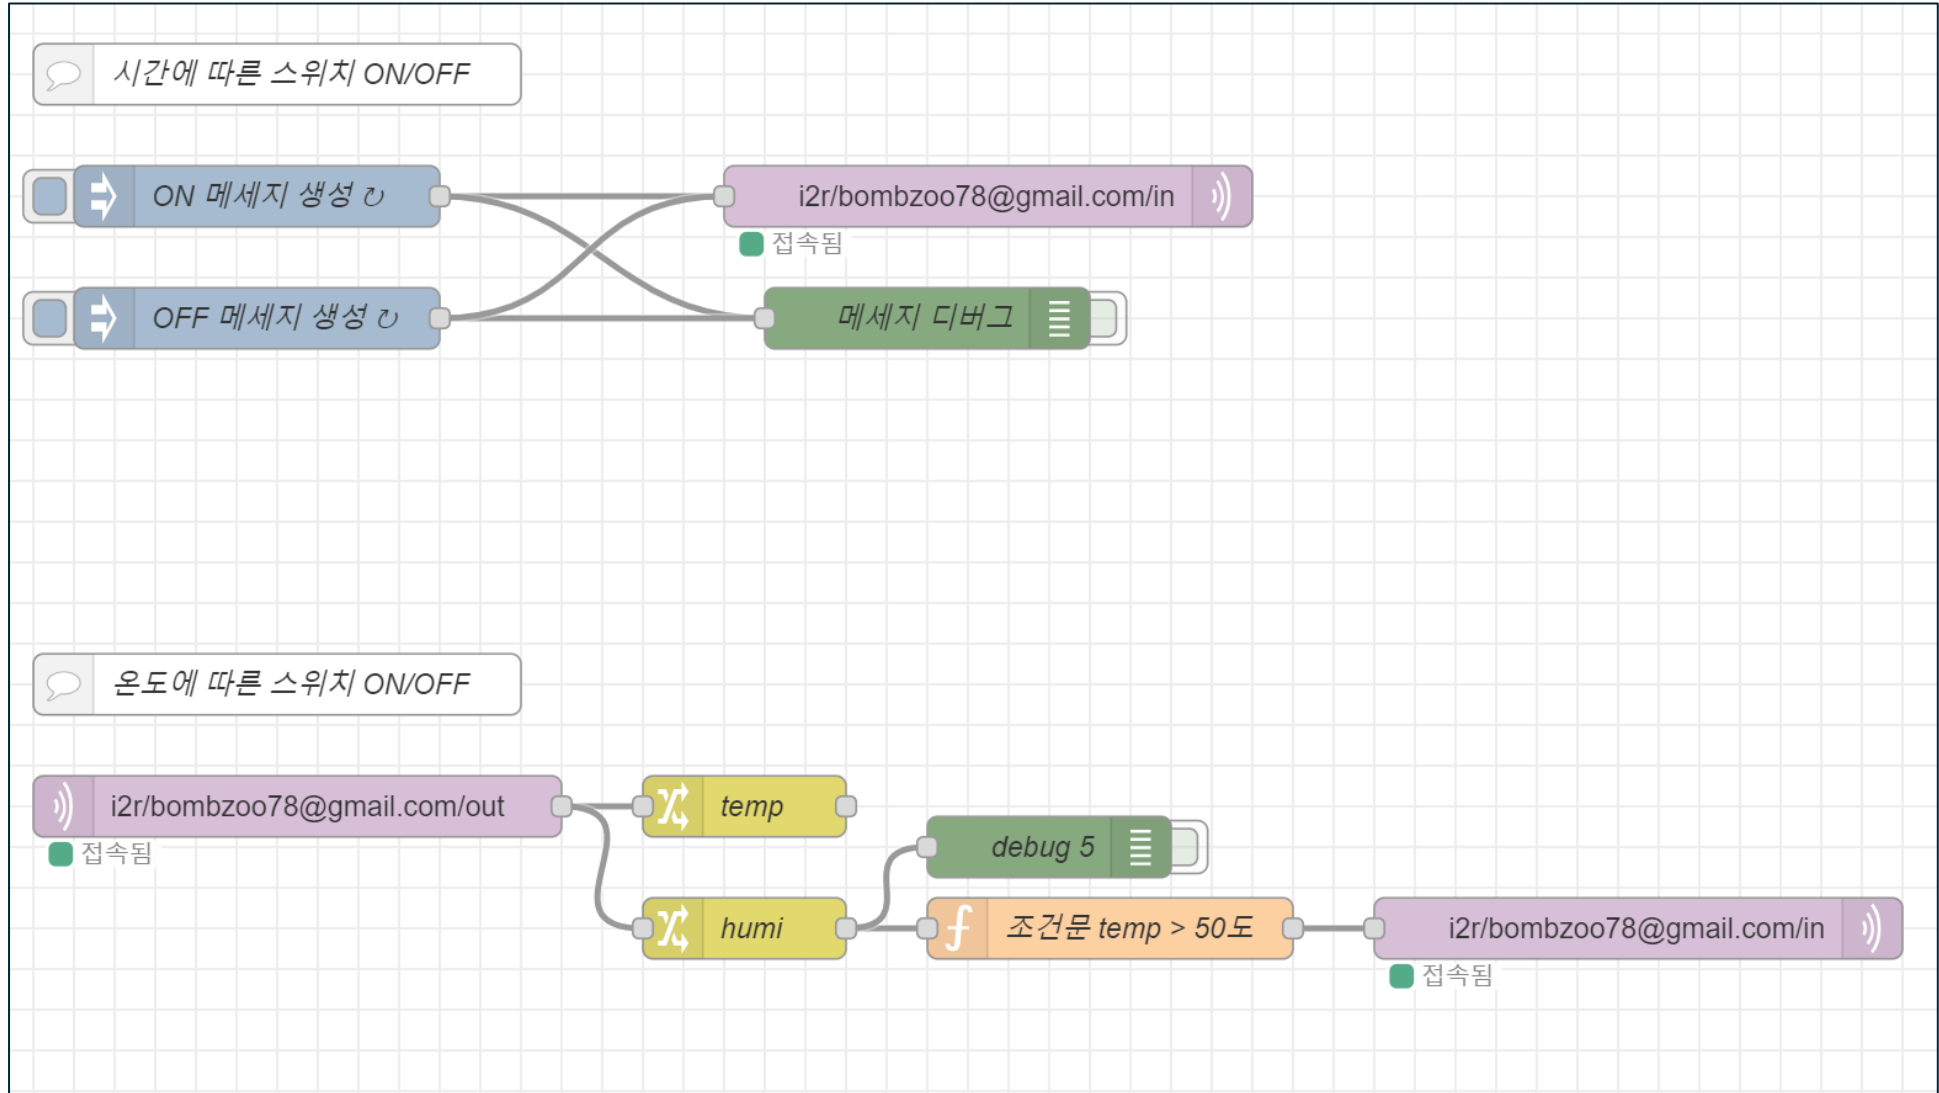 시간에 따른 스위치 ON/OFF
ON 메세지 생성 ↻
i2r/bombzoo78@gmail.com/in
접속됨
OFF 메세지 생성 ↻
메세지 디버그
온도에 따른 스위치 ON/OFF
i2r/bombzoo78@gmail.com/out
접속됨
temp
debug 5
humi
조건문 temp > 50도
i2r/bombzoo78@gmail.com/in
접속됨